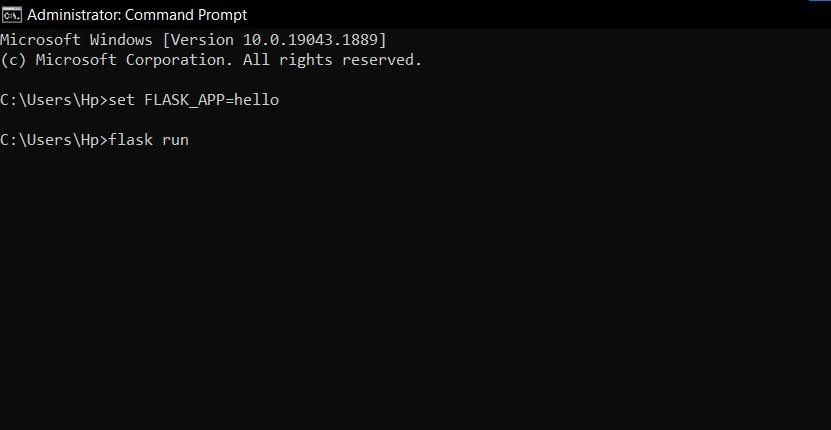 Administrator: Command Prompt
Microsoft Windows [Version 10.0.19043.1889]
(c) Microsoft Corporation. All rights reserved.
C:\Users\Hp>set FLASK_APP=hello
C:\Users\Hp>flask run